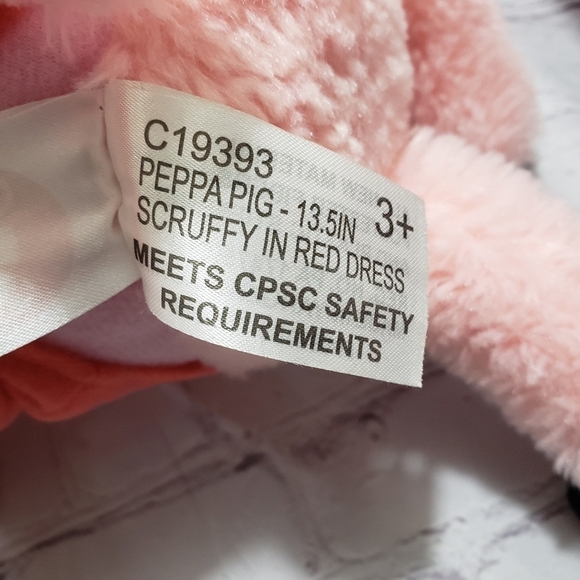 C19393
PEPPA PIG - 13.5IN 3+
SCRUFFY IN RED DRESS
MEETS CPSC SAFETY
REQUIREMENTS